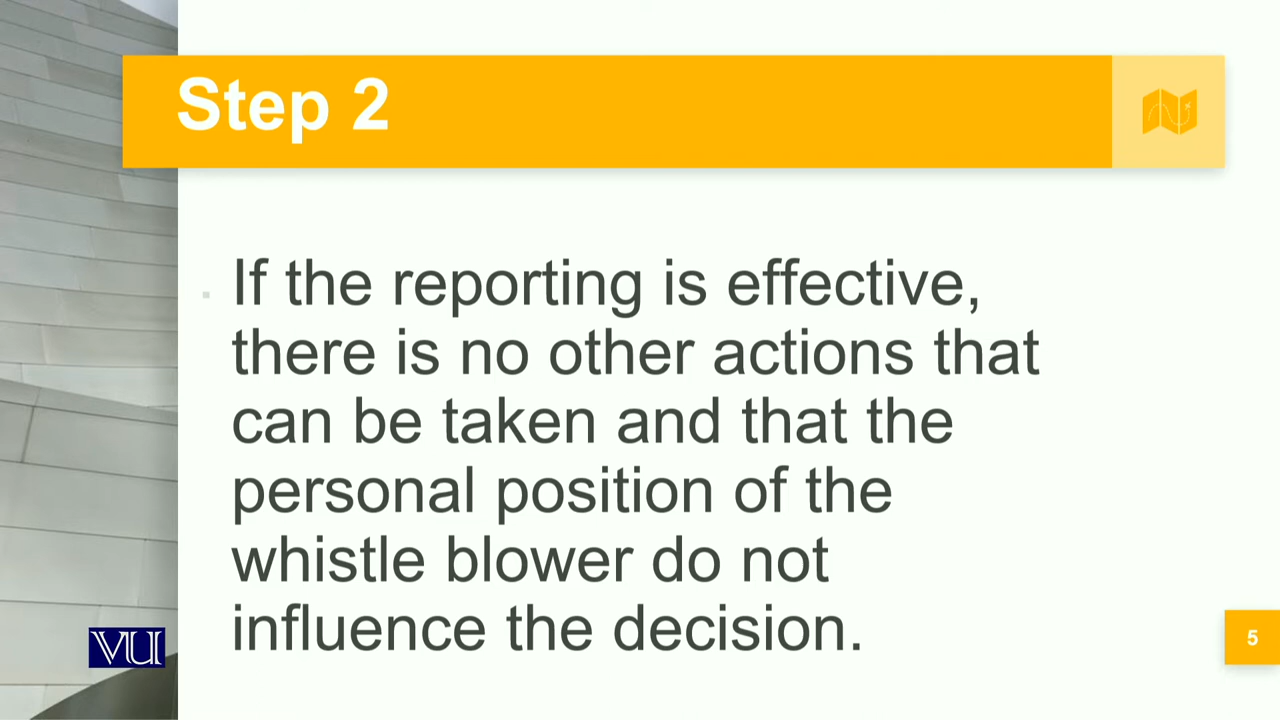 Step 2
If the reporting is effective,
there is no other actions that
can be taken and that the
personal position of the
whistle blower do not
influence the decision.
VU
5